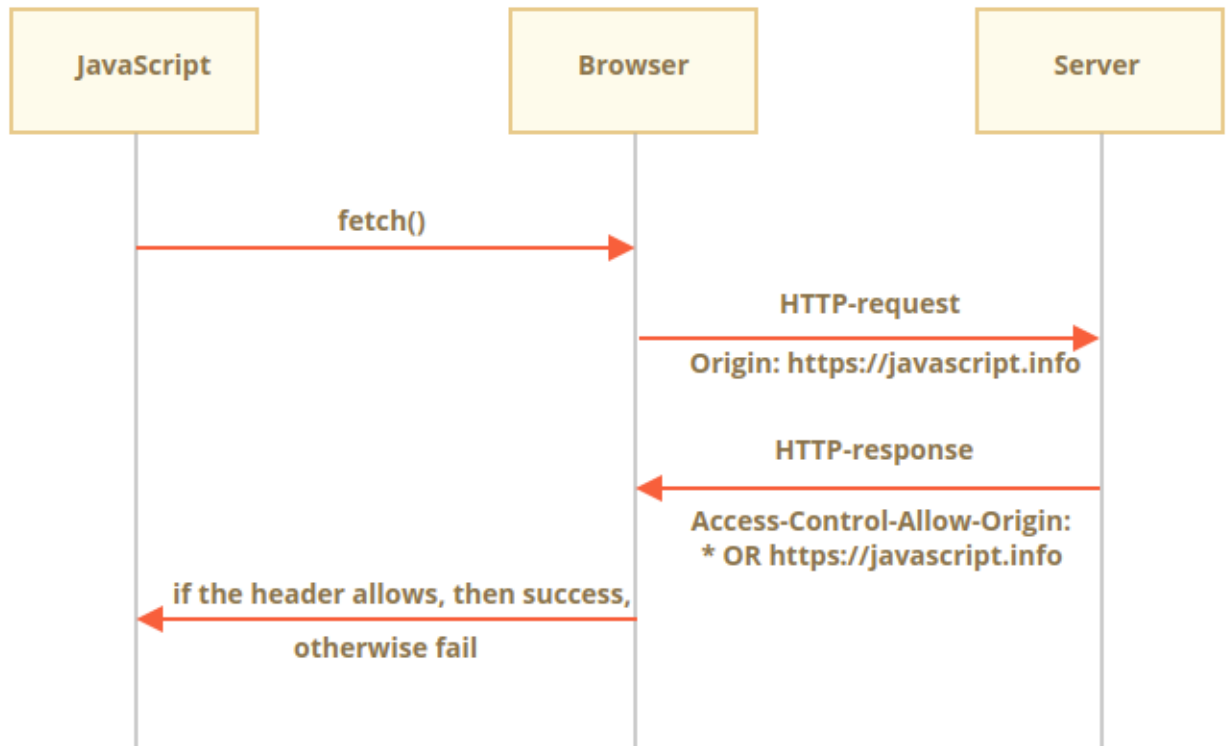 JavaScript
Browser
Server
fetch()
HTTP-request
Origin: https://javascript.info
HTTP-response
Access-Control-Allow-Origin:
* OR https://javascript.info
if the header allows, then success,
otherwise fail